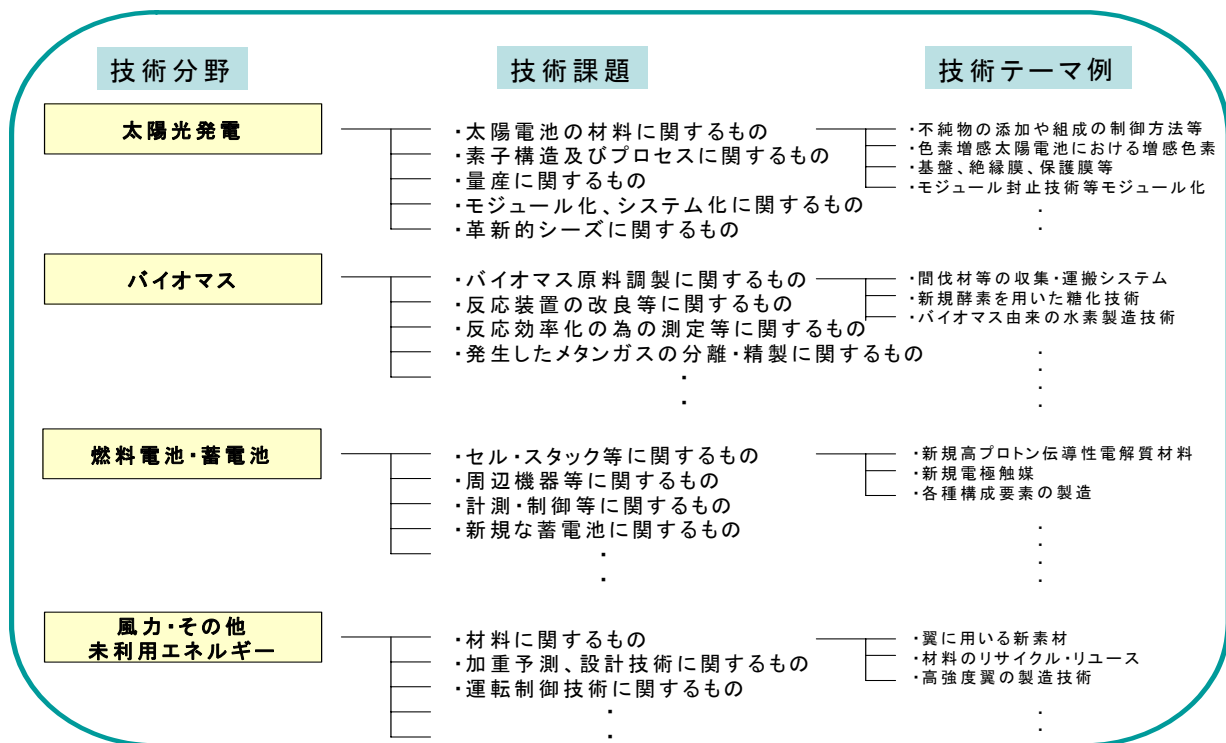 技術分野
技術課題
技術テーマ例
太陽光発電
・太陽電池の材料に関するもの
・素子構造及びプロセスに関するもの
・量産に関するもの
・モジュール化、システム化に関するもの
・革新的シーズに関するもの
・不純物の添加や組成の制御方法等
・色素増感太陽電池における増感色素
・基盤、絶縁膜、保護膜等
・モジュール封止技術等モジュール化
・
・
バイオマス
・バイオマス原料調製に関するもの
・反応装置の改良等に関するもの
・反応効率化の為の測定等に関するもの
・発生したメタンガスの分離・精製に関するもの
・
・
・間伐材等の収集・運搬システム
・新規酵素を用いた糖化技術
・バイオマス由来の水素製造技術
・
・
・
・
燃料電池・蓄電池
・セル・スタック等に関するもの
・周辺機器等に関するもの
・計測・制御等に関するもの
・新規な蓄電池に関するもの
・
・
・新規高プロトン伝導性電解質材料
・新規電極触媒
・各種構成要素の製造
・
・
・
・
風力・その他
未利用エネルギー
・材料に関するもの
・加重予測、設計技術に関するもの
・運転制御技術に関するもの
・
・
・翼に用いる新素材
・材料のリサイクル・リユース
・高強度翼の製造技術
・
・